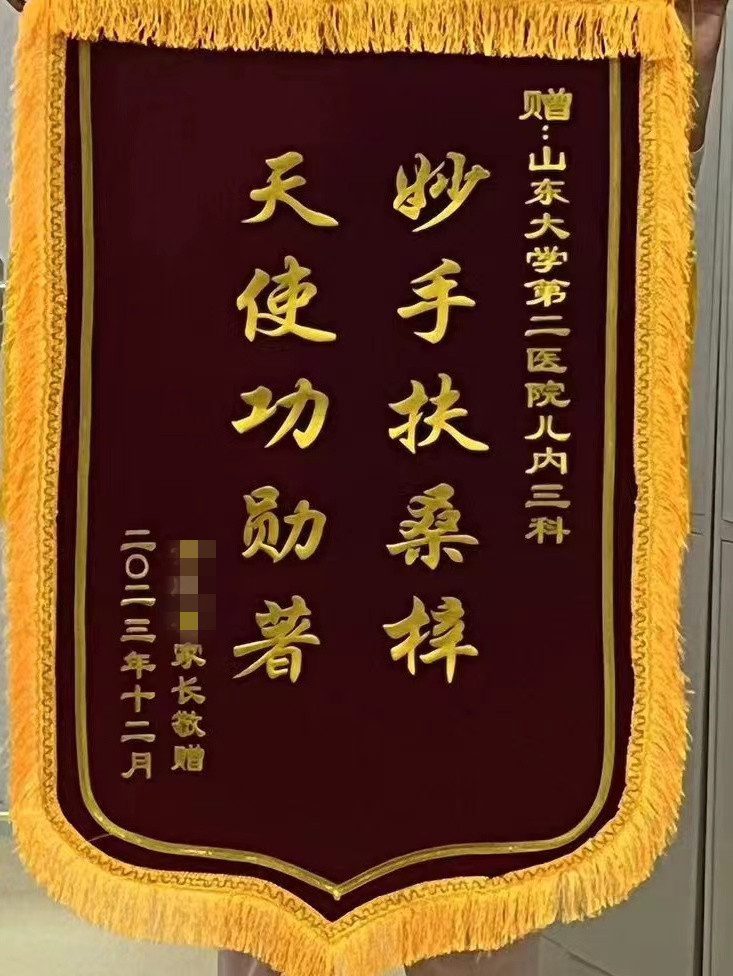 赠:山东大学第二医院儿内三科
妙手扶桑梓
天使功勋著
家长敬赠
二〇二三年十二月